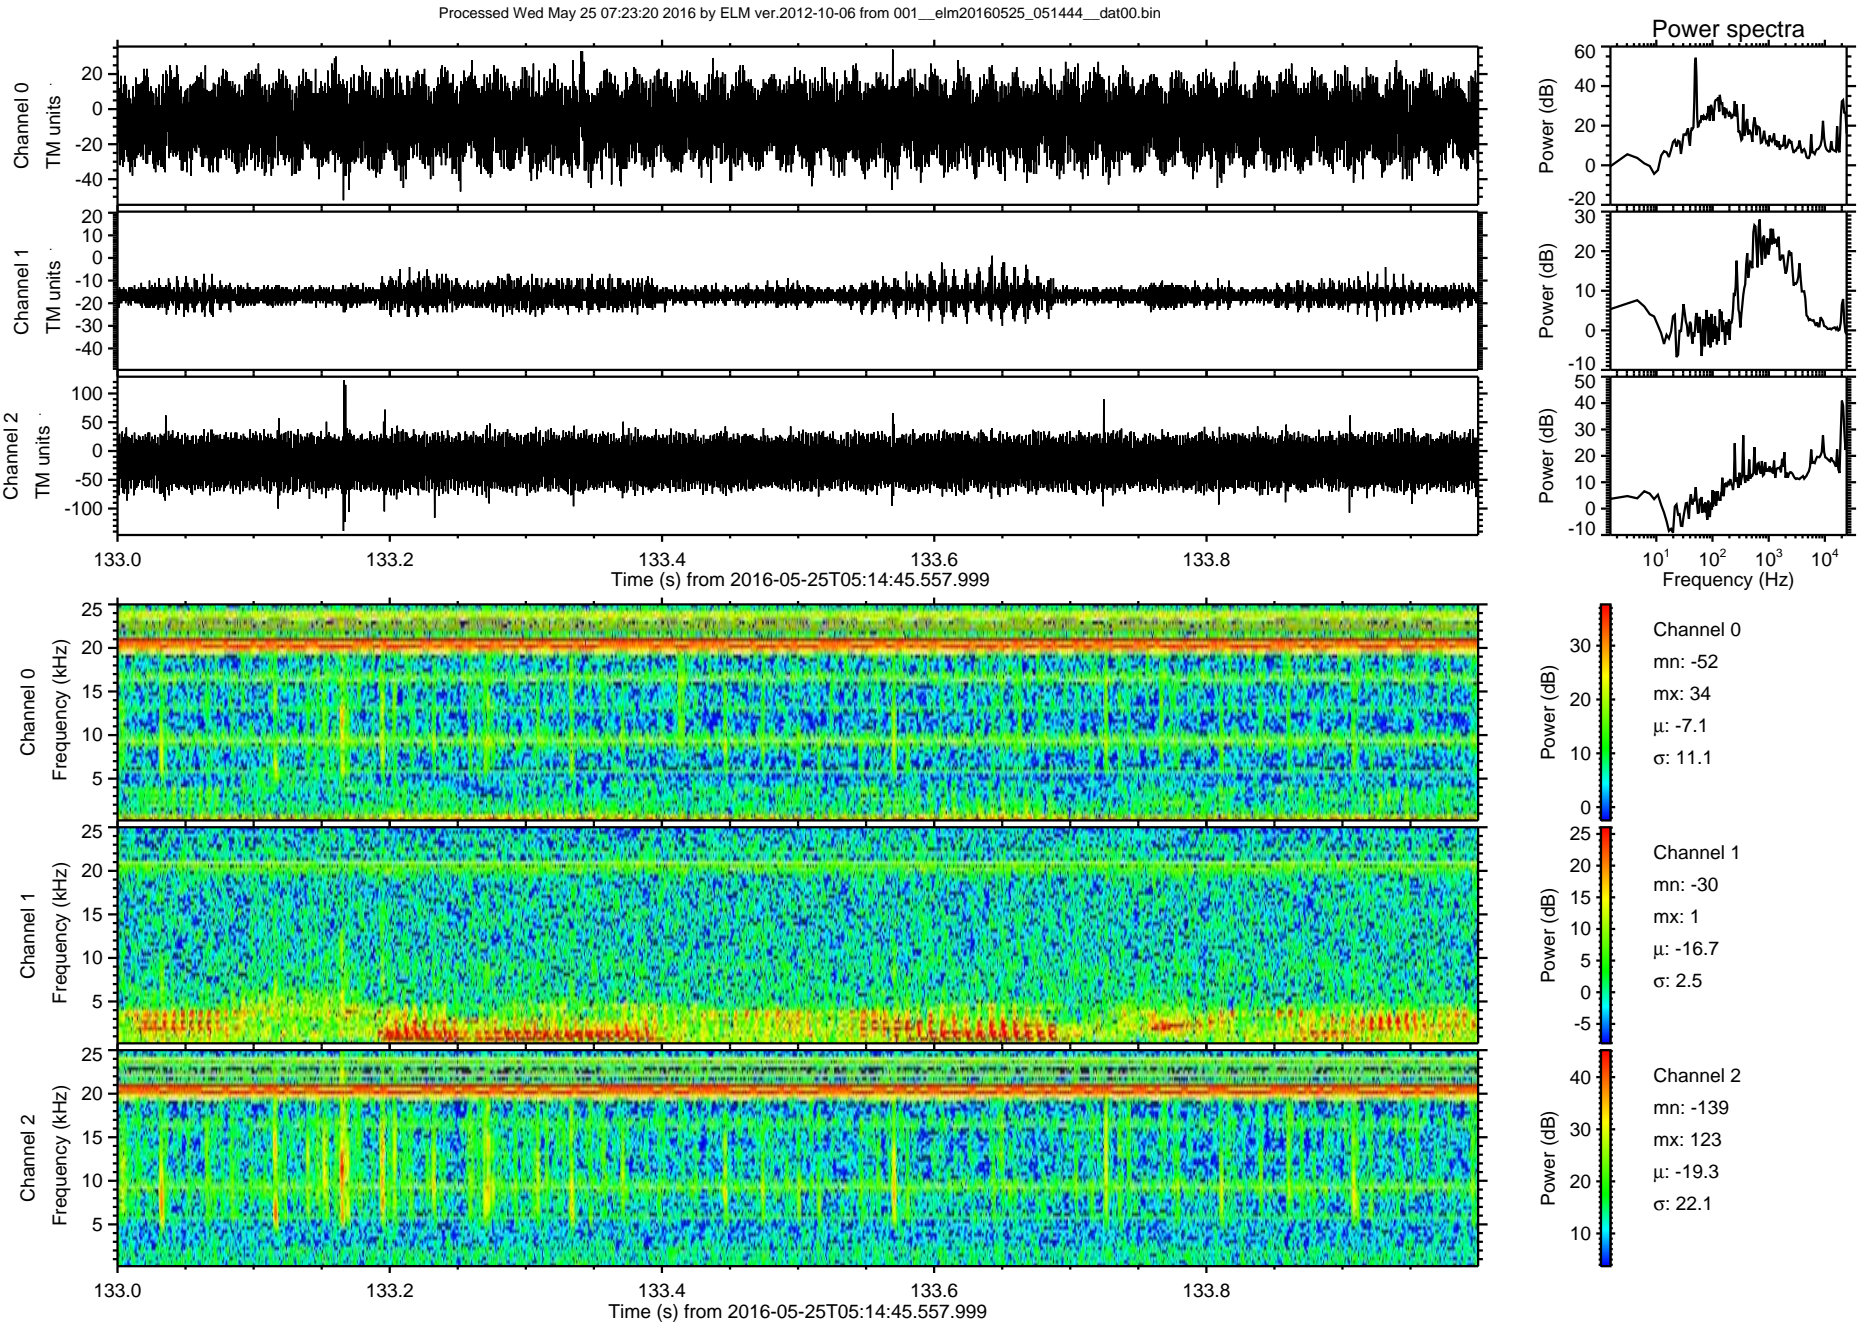 Processed Wed May 25 07:23:20 2016 by ELM ver.2012-10-06 from 001__elm20160525_051444__dat00.bin
Power spectra
Channel 0
TM units
20
0
-20
-40
Power (dB)
60
40
20
0
-20
Channel 1
TM units
20
10
0
-10
-20
-30
-40
Power (dB)
30
20
10
0
-10
Channel 2
TM units
100
50
0
-50
-100
Power (dB)
50
40
30
20
10
0
-10
133.0 133.2 133.4 133.6 133.8
Time (s) from 2016-05-25T05:14:45.557.999
10¹ 10² 10³ 10⁴
Frequency (Hz)
Channel 0
Frequency (kHz)
25
20
15
10
5
Power (dB)
30
20
10
0
Channel 0
mn: -52
mx: 34
μ: -7.1
σ: 11.1
Channel 1
Frequency (kHz)
25
20
15
10
5
Power (dB)
25
20
15
10
5
0
-5
Channel 1
mn: -30
mx: 1
μ: -16.7
σ: 2.5
Channel 2
Frequency (kHz)
25
20
15
10
5
Power (dB)
40
30
20
10
Channel 2
mn: -139
mx: 123
μ: -19.3
σ: 22.1
133.0 133.2 133.4 133.6 133.8
Time (s) from 2016-05-25T05:14:45.557.999